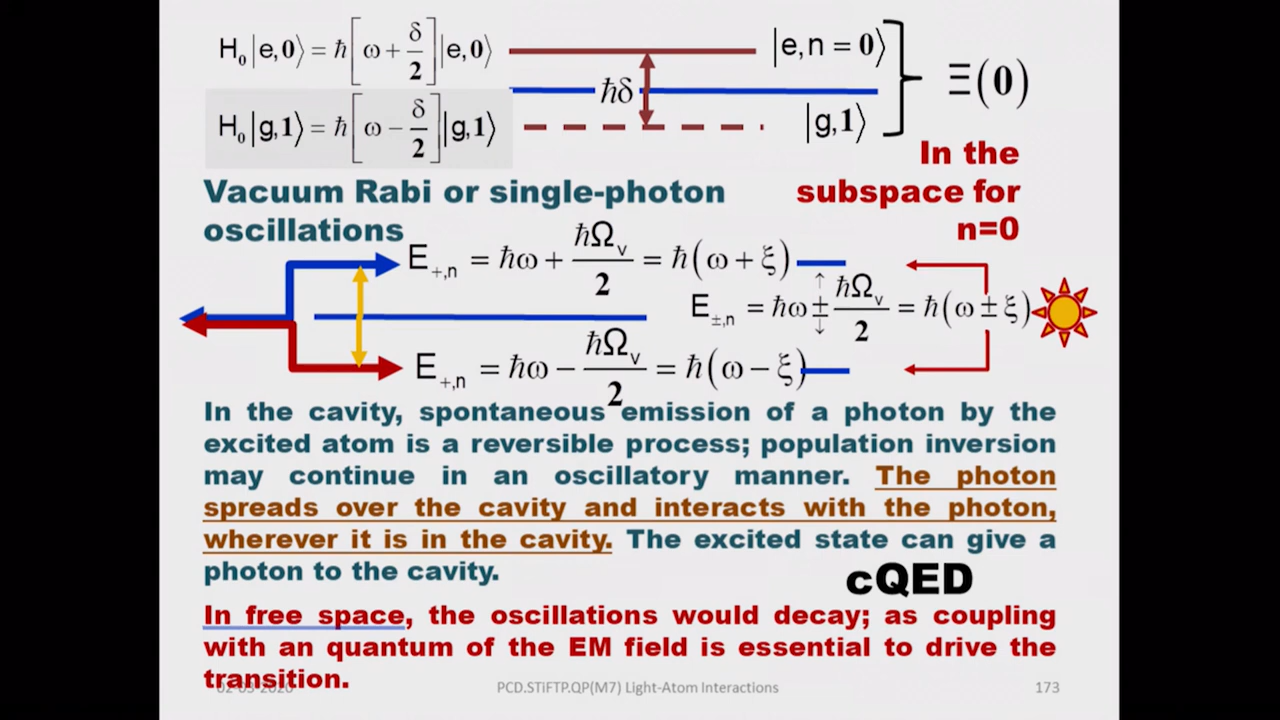 H₀|e,0⟩ = ħ[ω + δ/2]|e,0⟩
|e,n = 0⟩
ħδ
Ξ(0)
H₀|g,1⟩ = ħ[ω − δ/2]|g,1⟩
|g,1⟩
In the
subspace for
n=0
Vacuum Rabi or single-photon
oscillations
E₊,ₙ = ħω + ħΩᵥ/2 = ħ(ω + ξ)
E±,ₙ = ħω ± ħΩᵥ/2 = ħ(ω ± ξ)
E₊,ₙ = ħω − ħΩᵥ/2 = ħ(ω − ξ)
In the cavity, spontaneous emission of a photon by the
excited atom is a reversible process; population inversion
may continue in an oscillatory manner. The photon
spreads over the cavity and interacts with the photon,
wherever it is in the cavity. The excited state can give a
photon to the cavity.
cQED
In free space, the oscillations would decay; as coupling
with an quantum of the EM field is essential to drive the
transition.
PCD.STiFTP.QP(M7) Light-Atom Interactions
173